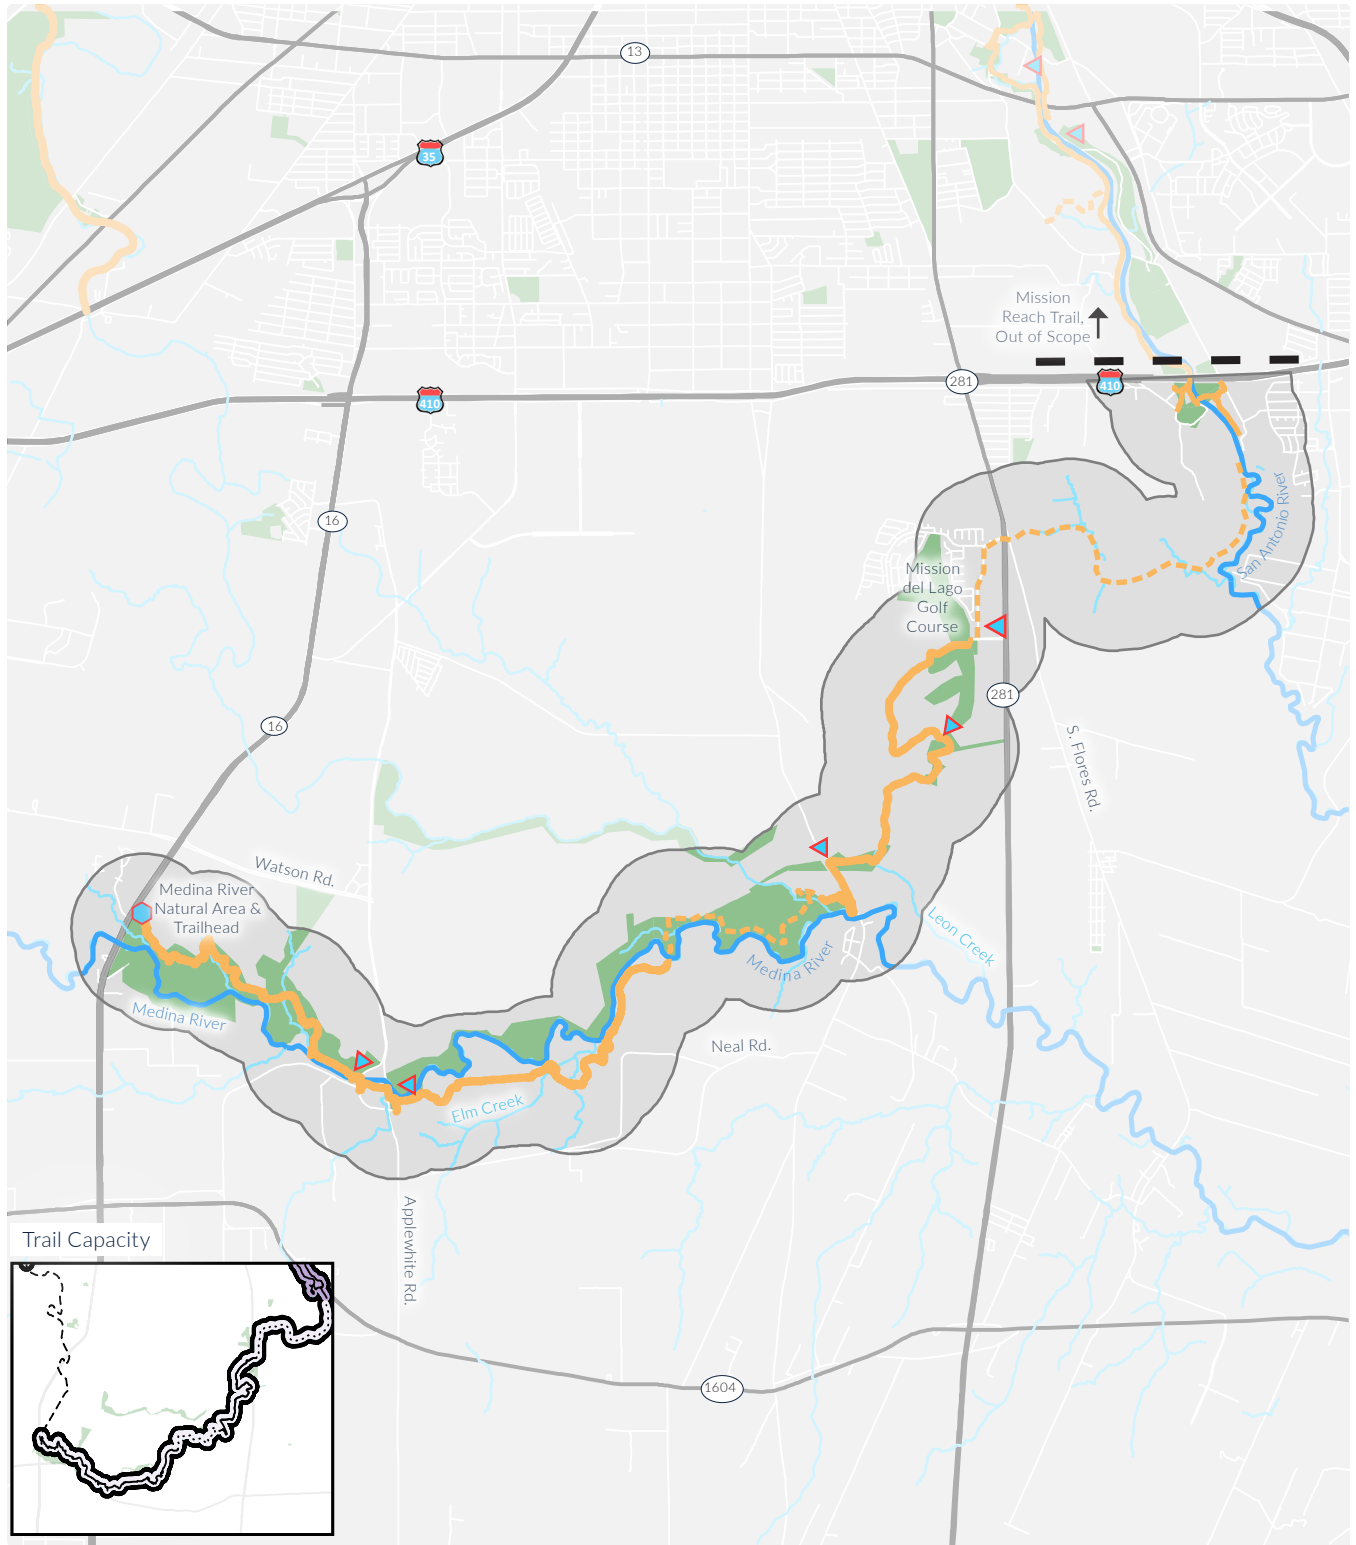 13
35
Mission
Reach Trail,
Out of Scope
281
410
410
16
San Antonio River
Mission
del Lago
Golf
Course
281
16
S. Flores Rd.
Watson Rd.
Medina River
Natural Area &
Trailhead
Leon Creek
Medina River
Medina River
Neal Rd.
Elm Creek
Applewhite Rd.
Trail Capacity
1604